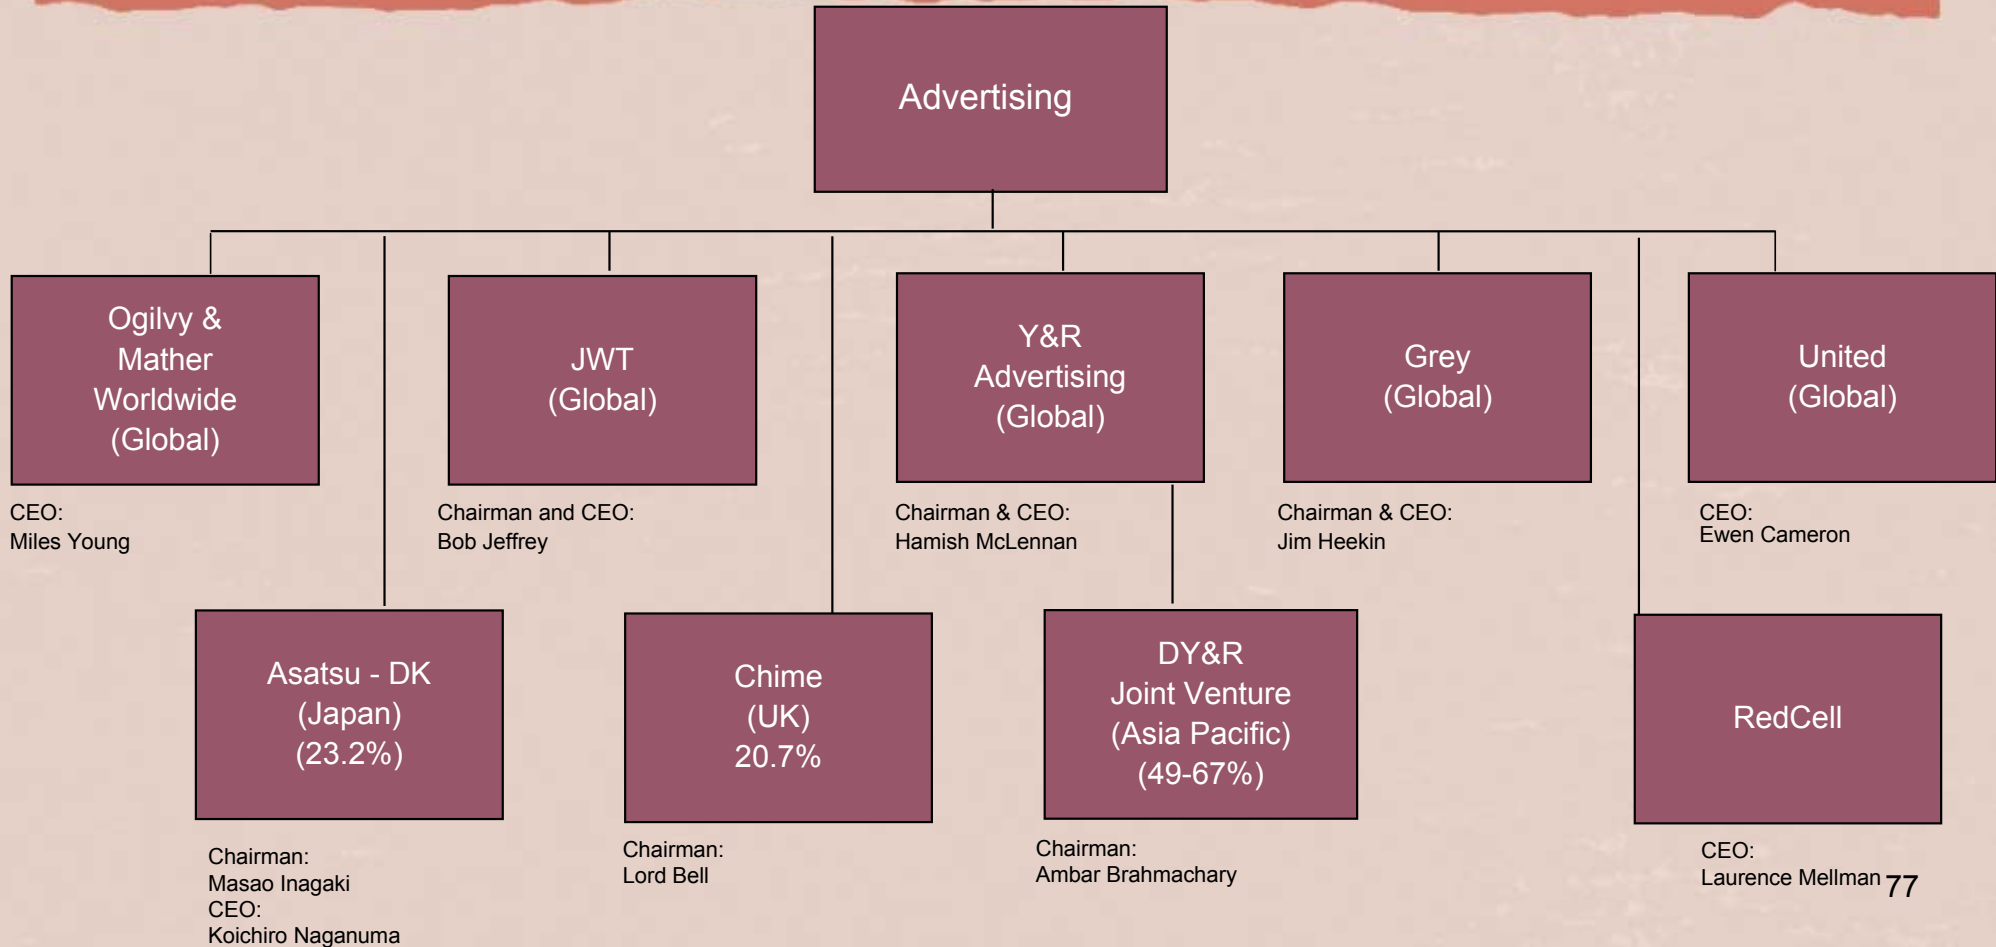 Advertising
Ogilvy &
Mather
Worldwide
(Global)
CEO:
Miles Young
JWT
(Global)
Chairman and CEO:
Bob Jeffrey
Y&R
Advertising
(Global)
Chairman & CEO:
Hamish McLennan
Grey
(Global)
Chairman & CEO:
Jim Heekin
United
(Global)
CEO:
Ewen Cameron
Asatsu - DK
(Japan)
(23.2%)
Chairman:
Masao Inagaki
CEO:
Koichiro Naganuma
Chime
(UK)
20.7%
Chairman:
Lord Bell
DY&R
Joint Venture
(Asia Pacific)
(49-67%)
Chairman:
Ambar Brahmachary
RedCell
CEO:
Laurence Mellman
77